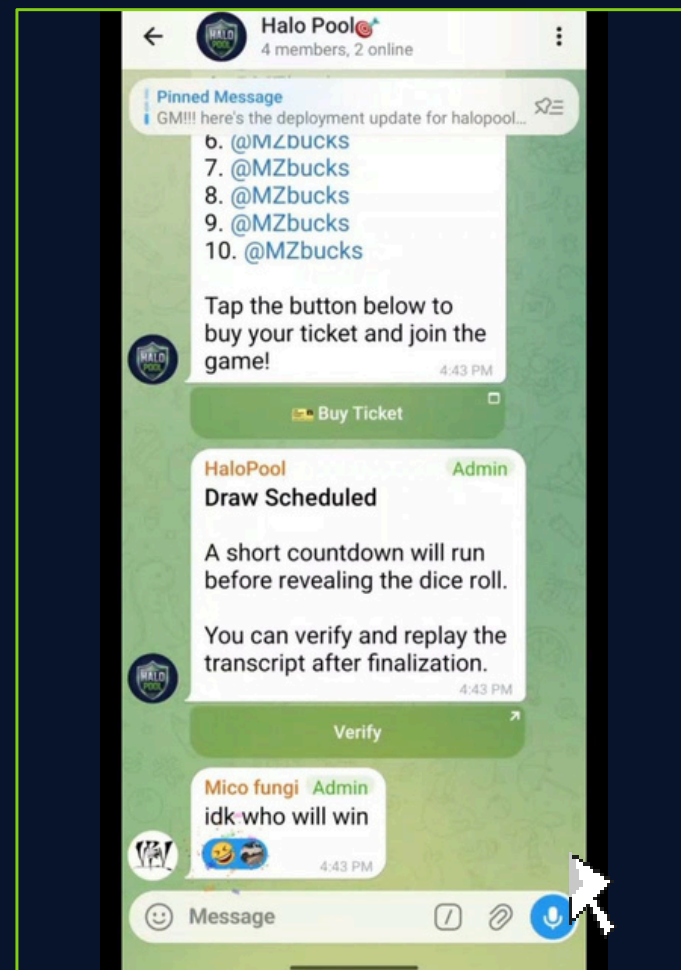 Halo Pool🎯
4 members, 2 online
Pinned Message
GM!!! here's the deployment update for halopool...
6. @MZbucks
7. @MZbucks
8. @MZbucks
9. @MZbucks
10. @MZbucks
Tap the button below to
buy your ticket and join the
game!
4:43 PM
HALO
POOL
🎫 Buy Ticket
HaloPool Admin
Draw Scheduled
A short countdown will run
before revealing the dice roll.
You can verify and replay the
transcript after finalization.
4:43 PM
HALO
POOL
Verify
Mico fungi Admin
idk who will win
4:43 PM
Message